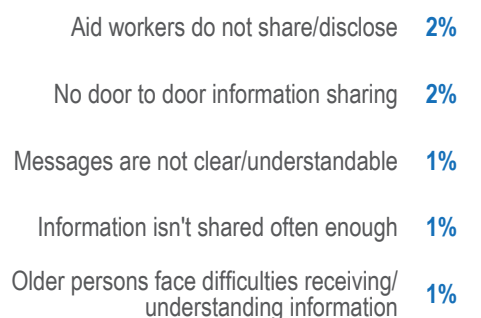 Aid workers do not share/disclose 2%
No door to door information sharing 2%
Messages are not clear/understandable 1%
Information isn't shared often enough 1%
Older persons face difficulties receiving/
understanding information 1%